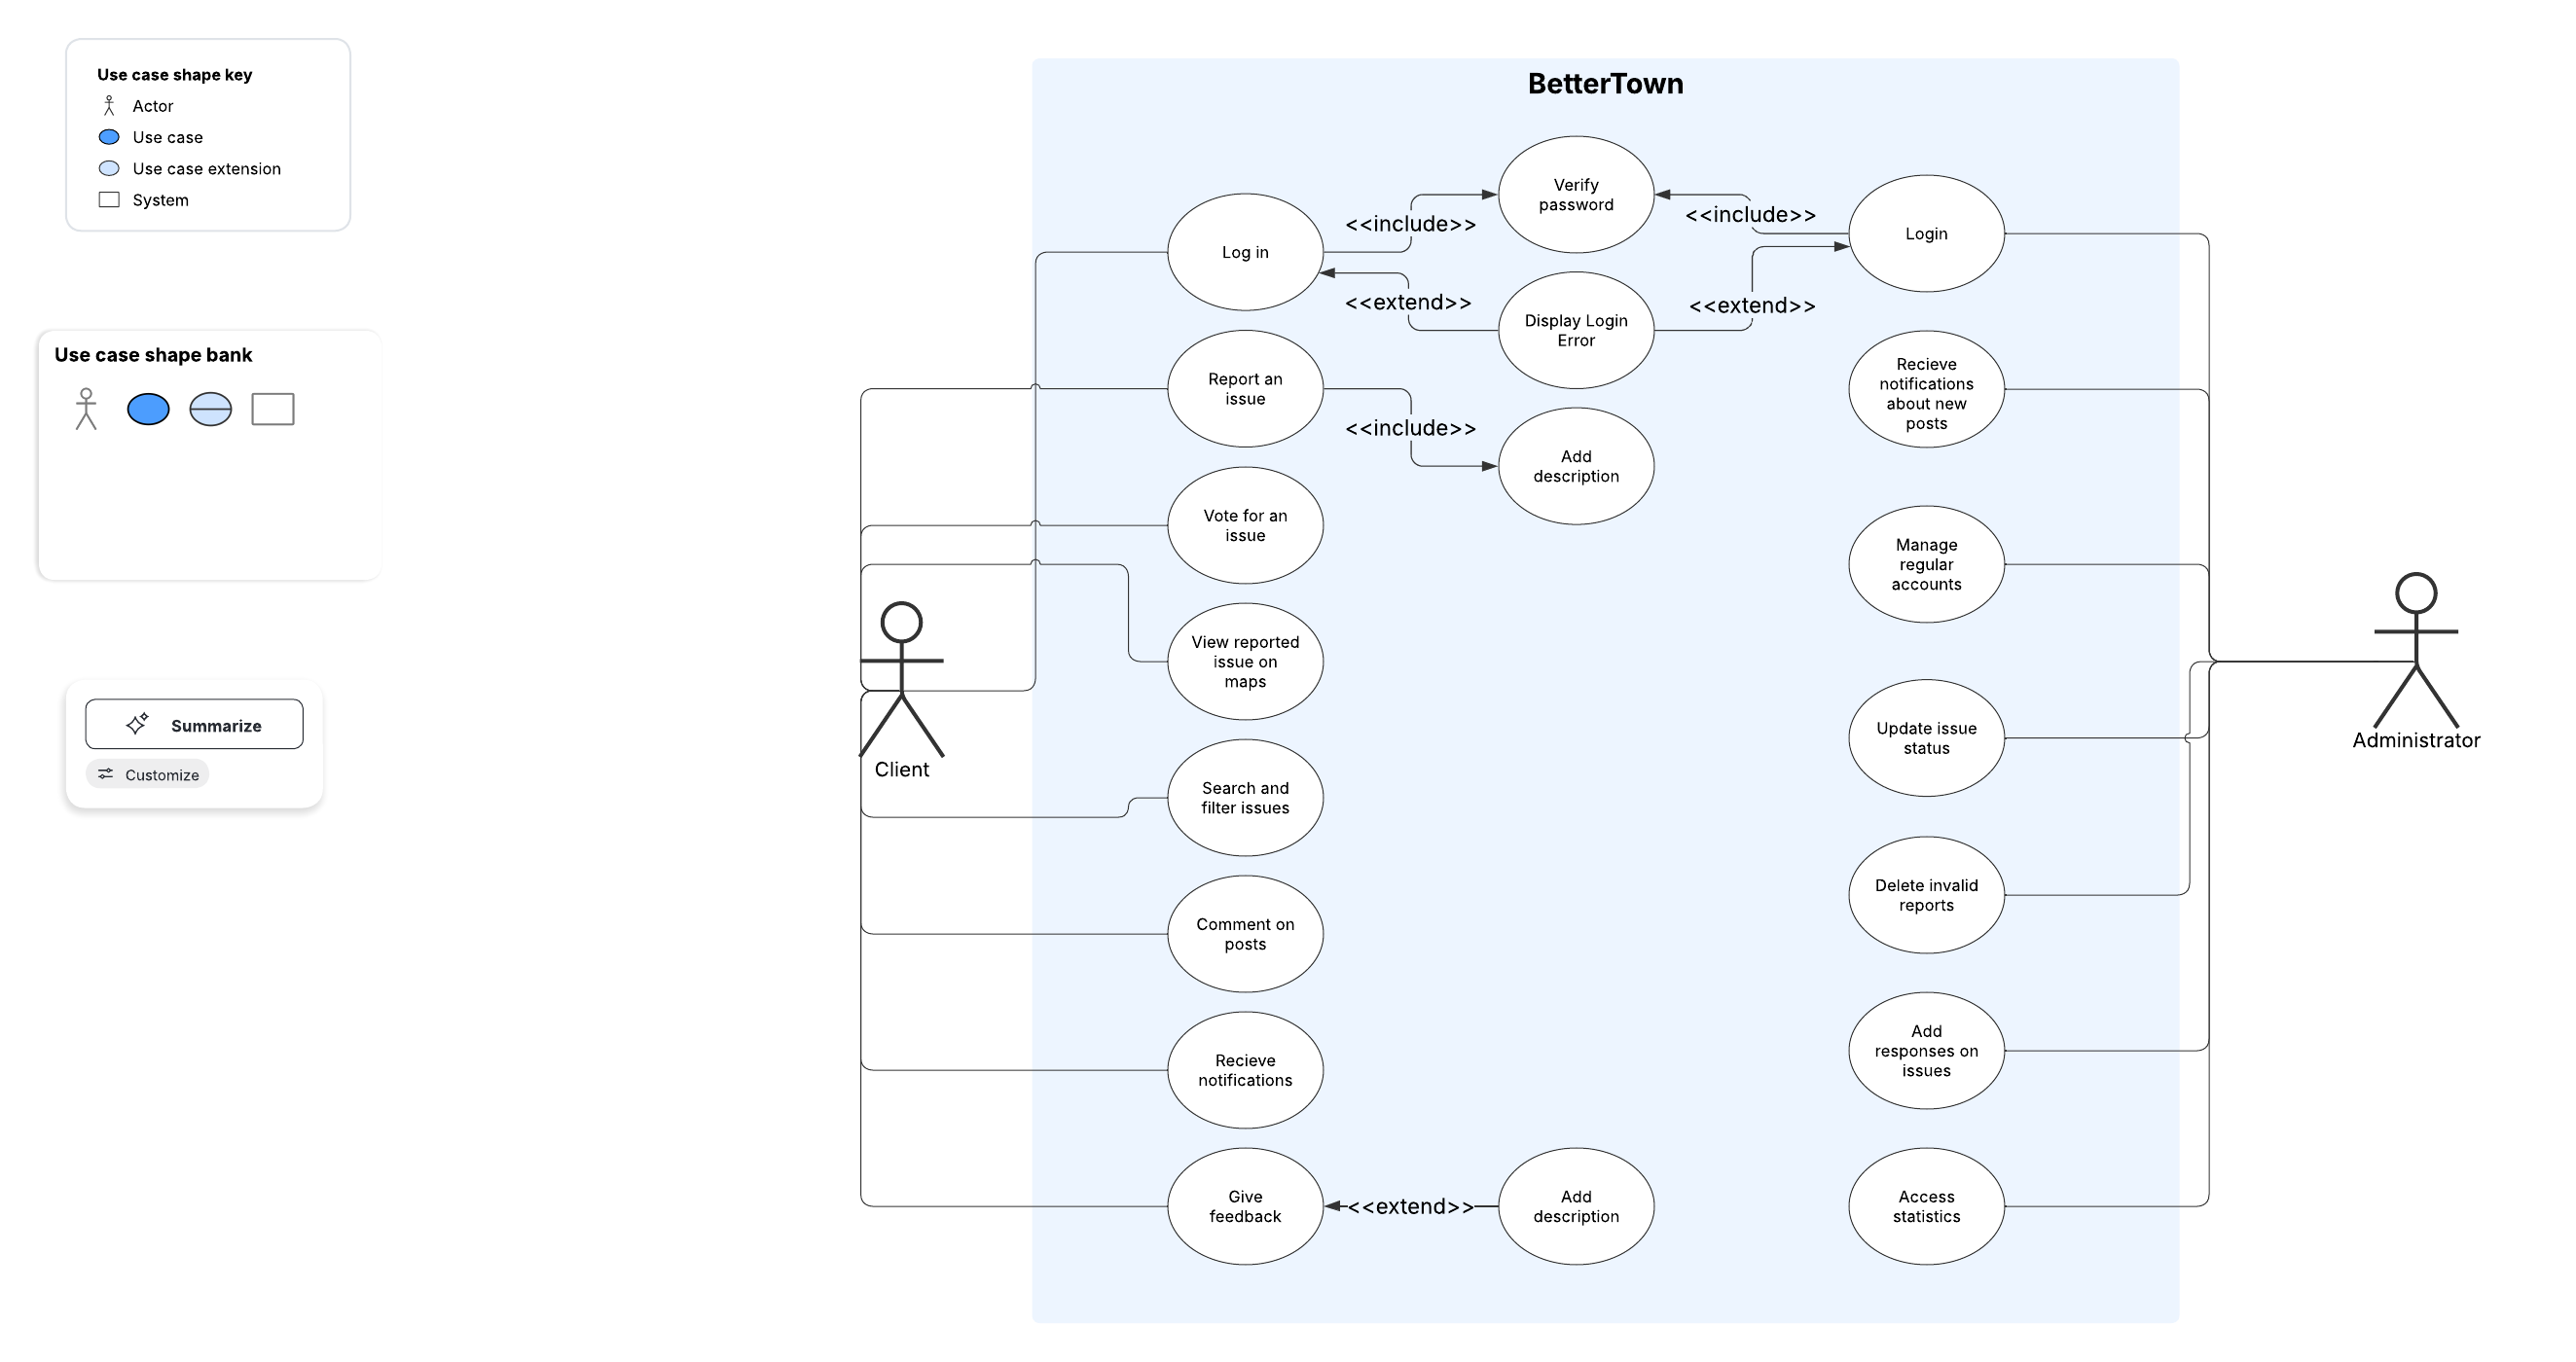 Use case shape key
Actor
Use case
Use case extension
System
Use case shape bank
Summarize
Customize
BetterTown
Client
Log in
<<include>>
Verify
password
<<include>>
Login
<<extend>>
Display Login
Error
<<extend>>
Report an
issue
<<include>>
Add
description
Vote for an
issue
View reported
issue on
maps
Search and
filter issues
Comment on
posts
Recieve
notifications
Give
feedback
<<extend>>
Add
description
Recieve
notifications
about new
posts
Manage
regular
accounts
Update issue
status
Delete invalid
reports
Add
responses on
issues
Access
statistics
Administrator